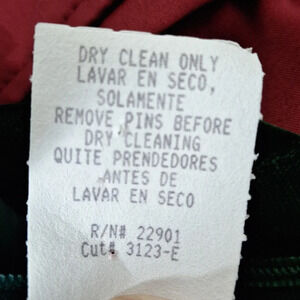 DRY CLEAN ONLY
LAVAR EN SECO,
SOLAMENTE
REMOVE PINS BEFORE
DRY CLEANING
QUITE PRENDEDORES
ANTES DE
LAVAR EN SECO
R/N# 22901
Cut# 3123-E